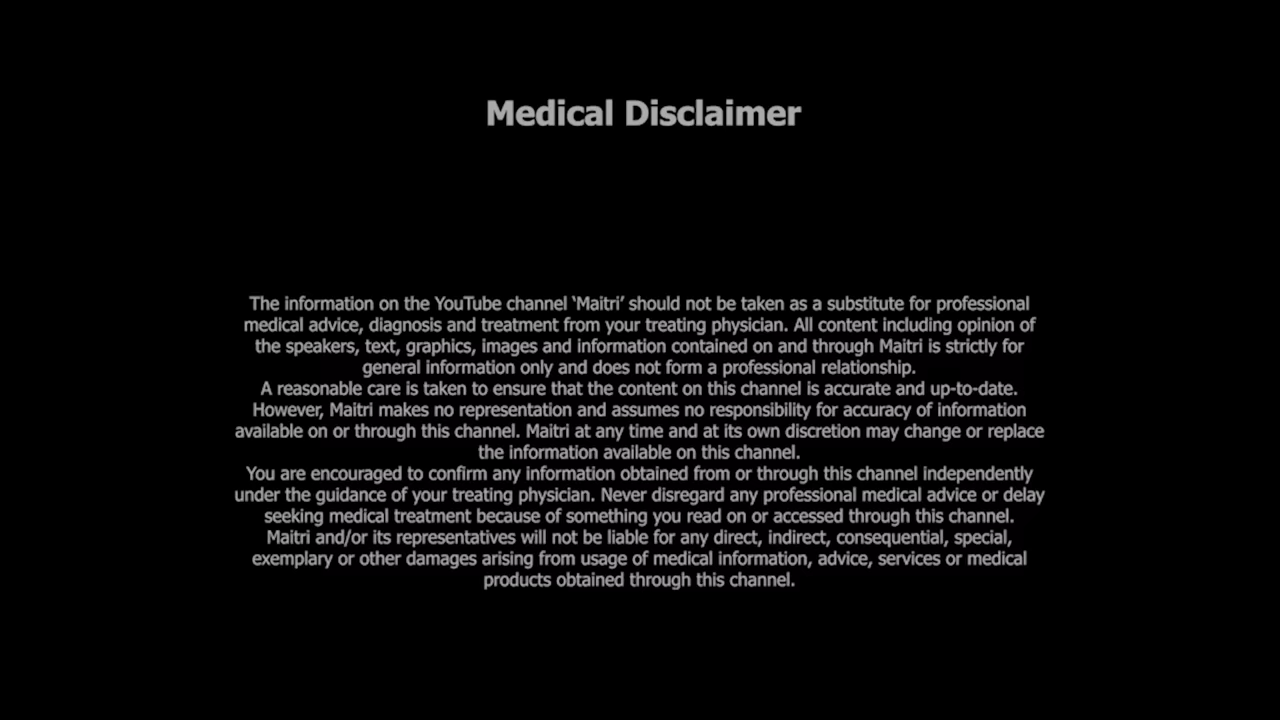 Medical Disclaimer
The information on the YouTube channel ‘Maitri’ should not be taken as a substitute for professional
medical advice, diagnosis and treatment from your treating physician. All content including opinion of
the speakers, text, graphics, images and information contained on and through Maitri is strictly for
general information only and does not form a professional relationship.
A reasonable care is taken to ensure that the content on this channel is accurate and up-to-date.
However, Maitri makes no representation and assumes no responsibility for accuracy of information
available on or through this channel. Maitri at any time and at its own discretion may change or replace
the information available on this channel.
You are encouraged to confirm any information obtained from or through this channel independently
under the guidance of your treating physician. Never disregard any professional medical advice or delay
seeking medical treatment because of something you read on or accessed through this channel.
Maitri and/or its representatives will not be liable for any direct, indirect, consequential, special,
exemplary or other damages arising from usage of medical information, advice, services or medical
products obtained through this channel.